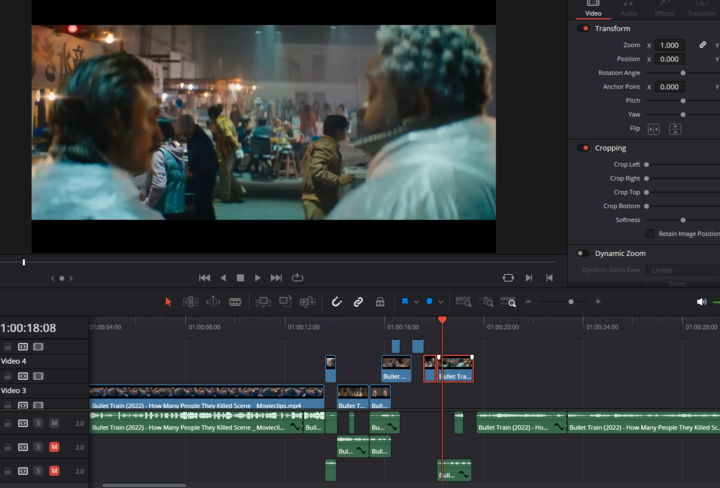 Video
Audio
Effects
Transition
Transform
Zoom X 1.000 Y
Position X 0.000 Y
Rotation Angle
Anchor Point X 0.000 Y
Pitch
Yaw
Flip
Cropping
Crop Left
Crop Right
Crop Top
Crop Bottom
Softness
Retain Image Position
Dynamic Zoom
Dynamic Zoom Ease Linear
Swap
1:00:18:08
01:00:04:00 01:00:08:00 01:00:12:00 01:00:16:00 01:00:20:00 01:00:24:00 01:00:28:00
Video 4
Bullet ...
Bullet Tra...
Video 3
Bullet Train (2022) - How Many People They Killed Scene _ Movieclips.mp4
Bullet T...
Bull...
S M 2.0
Bullet Train (2022) - How Many People They Killed Scene _ Moviecli...
Bull...
Bu...
Bullet Train (2022) - Ho...
Bullet Train (2022) - How Many People They Killed Sc...
S M 2.0
Bul...
Bull...
S M 2.0
Bull...